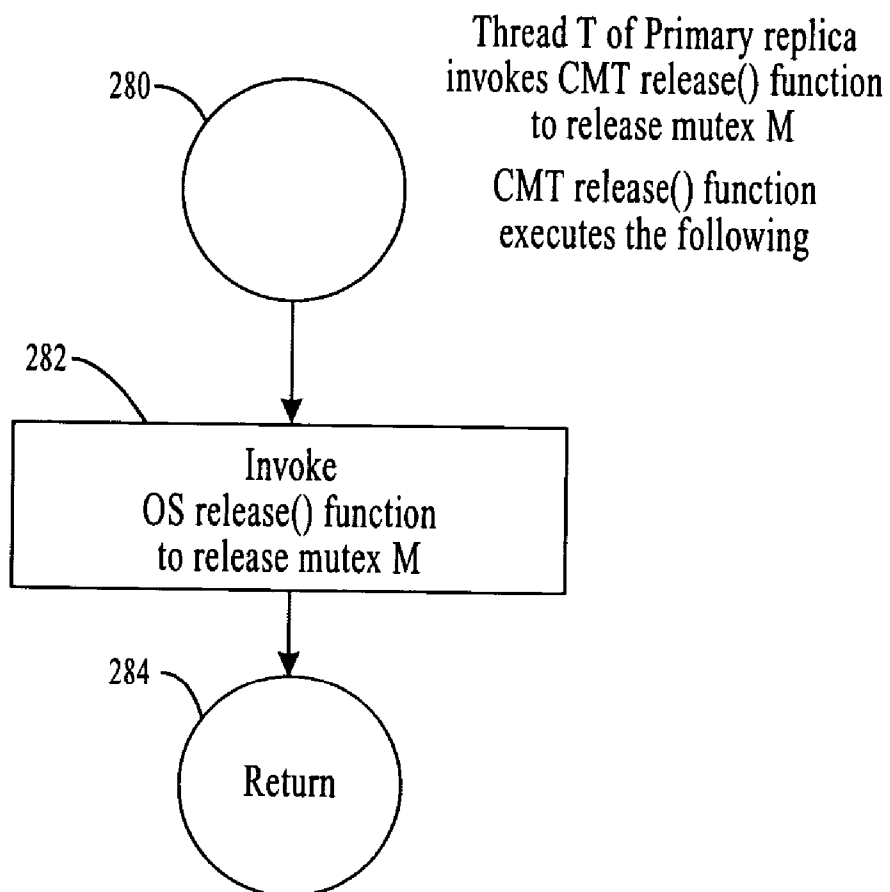 Thread T of Primary replica
invokes CMT release() function
to release mutex M
CMT release() function
executes the following
280
282
Invoke
OS release() function
to release mutex M
284
Return